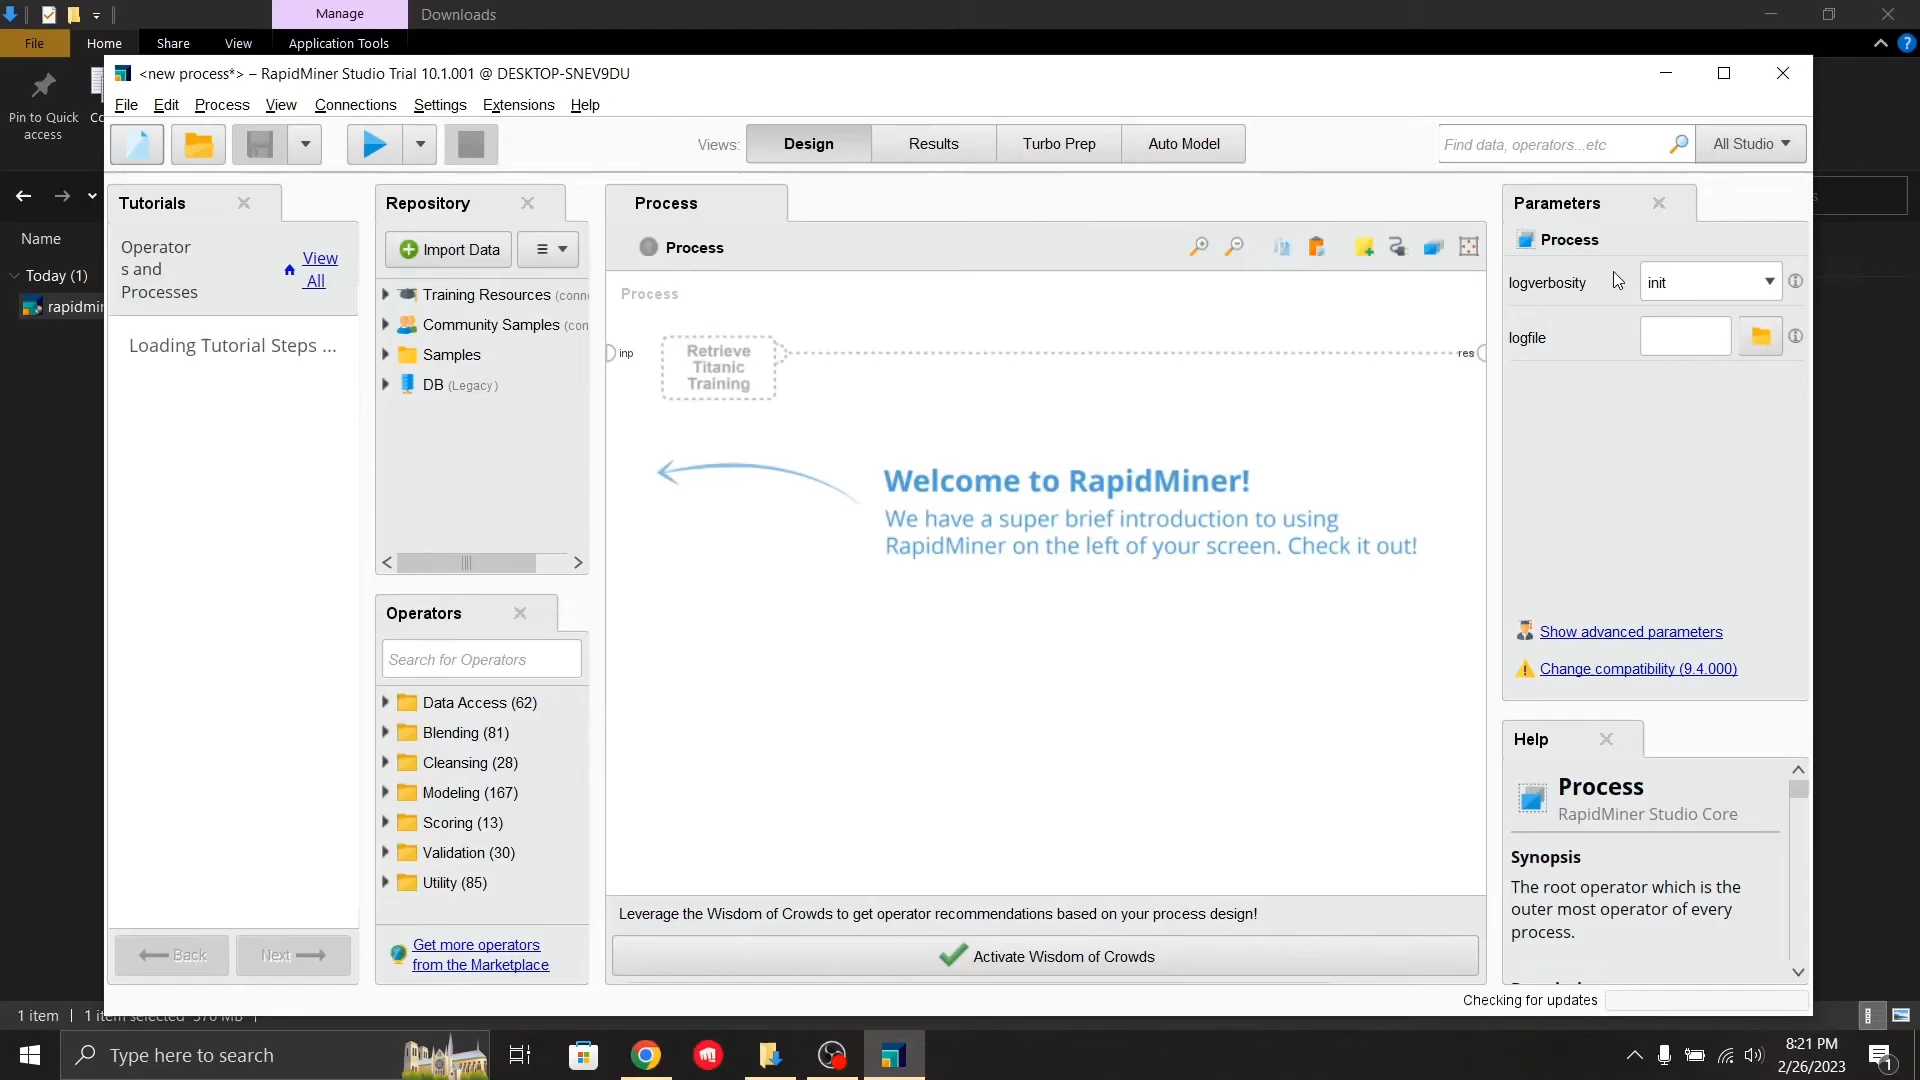 Manage
Downloads
File
Home
Share
View
Application Tools
<new process*> – RapidMiner Studio Trial 10.1.001 @ DESKTOP-SNEV9DU
Pin to Quick
access
File Edit Process View Connections Settings Extensions Help
Views:
Design
Results
Turbo Prep
Auto Model
Find data, operators...etc
All Studio
Name
Today (1)
rapidmin
Tutorials
Operator
s and
Processes
View
All
Loading Tutorial Steps ...
Back
Next
Repository
Import Data
Training Resources (conn
Community Samples (con
Samples
DB (Legacy)
Operators
Search for Operators
Data Access (62)
Blending (81)
Cleansing (28)
Modeling (167)
Scoring (13)
Validation (30)
Utility (85)
Get more operators
from the Marketplace
Process
Process
Process
inp
Retrieve
Titanic
Training
res
Welcome to RapidMiner!
We have a super brief introduction to using
RapidMiner on the left of your screen. Check it out!
Leverage the Wisdom of Crowds to get operator recommendations based on your process design!
Activate Wisdom of Crowds
Parameters
Process
logverbosity
init
logfile
Show advanced parameters
Change compatibility (9.4.000)
Help
Process
RapidMiner Studio Core
Synopsis
The root operator which is the
outer most operator of every
process.
Checking for updates
1 item
1 item selected
Type here to search
8:21 PM
2/26/2023
1